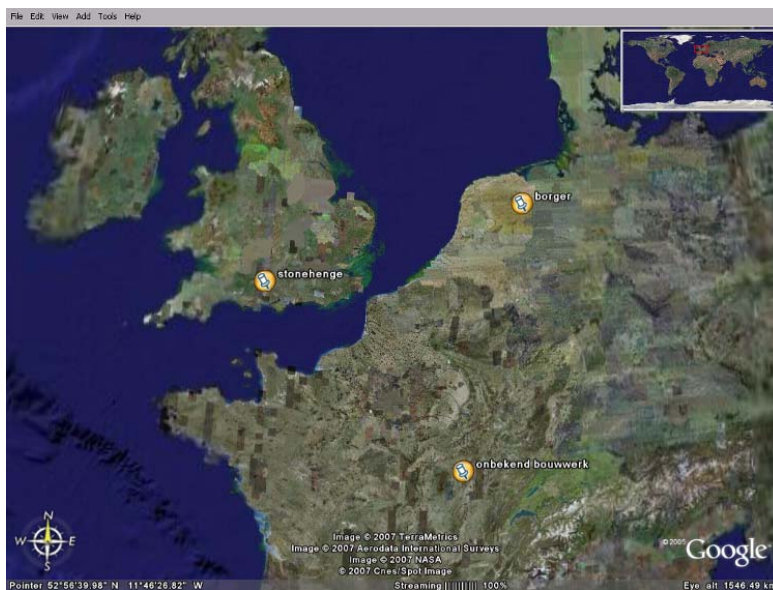 File Edit View Add Tools Help
borger
stonehenge
onbekend bouwwerk
N
W E
S
Image © 2007 TerraMetrics
Image © 2007 Aerodata International Surveys
Image © 2007 NASA
© 2007 Cnes/Spot Image
©2005 Google™
Pointer 52°56'39.98" N 11°46'26.82" W Streaming |||||||||| 100% Eye alt 1546.49 km